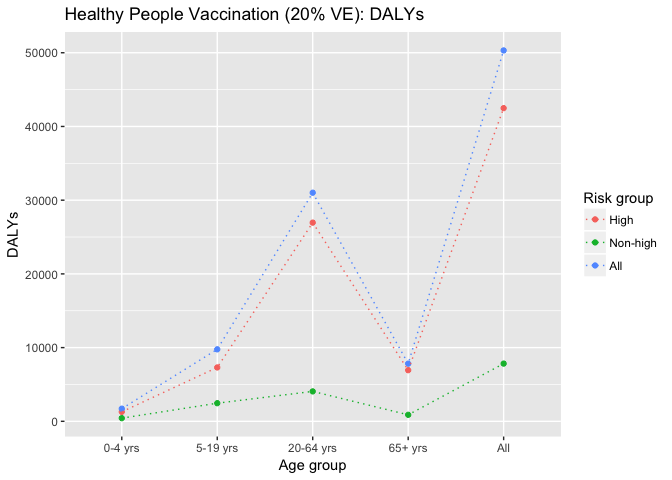 Healthy People Vaccination (20% VE): DALYs
50000
40000
30000
20000
10000
0
DALYs
0-4 yrs
5-19 yrs
20-64 yrs
65+ yrs
All
Age group
Risk group
High
Non-high
All